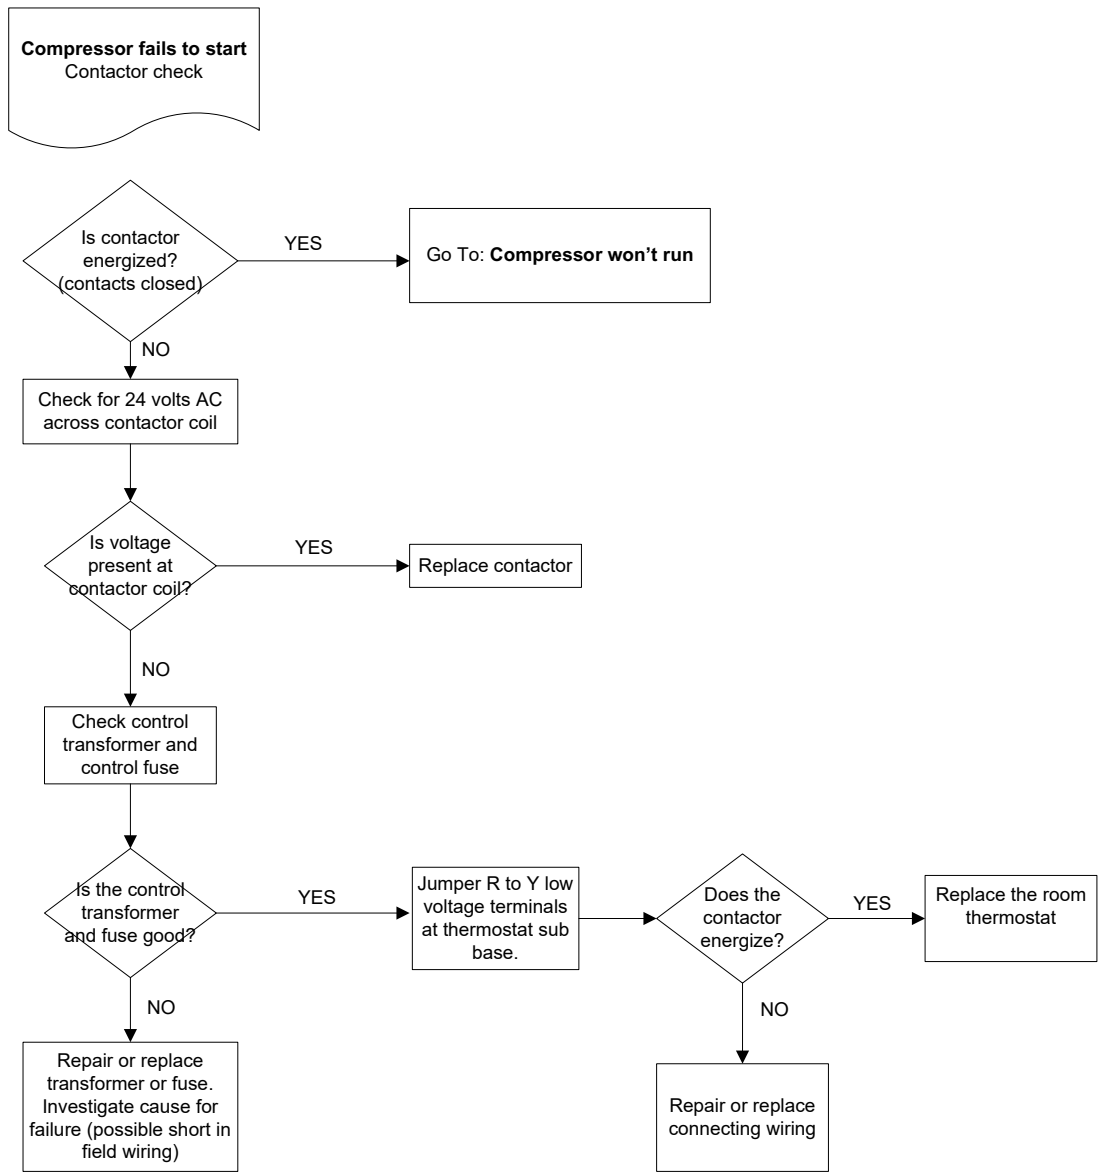 Compressor fails to start
Contactor check
Is contactor
energized?
(contacts closed)
YES
Go To: Compressor won’t run
NO
Check for 24 volts AC
across contactor coil
Is voltage
present at
contactor coil?
YES
Replace contactor
NO
Check control
transformer and
control fuse
Is the control
transformer
and fuse good?
YES
Jumper R to Y low
voltage terminals
at thermostat sub
base.
Does the
contactor
energize?
YES
Replace the room
thermostat
NO
Repair or replace
transformer or fuse.
Investigate cause for
failure (possible short in
field wiring)
NO
Repair or replace
connecting wiring